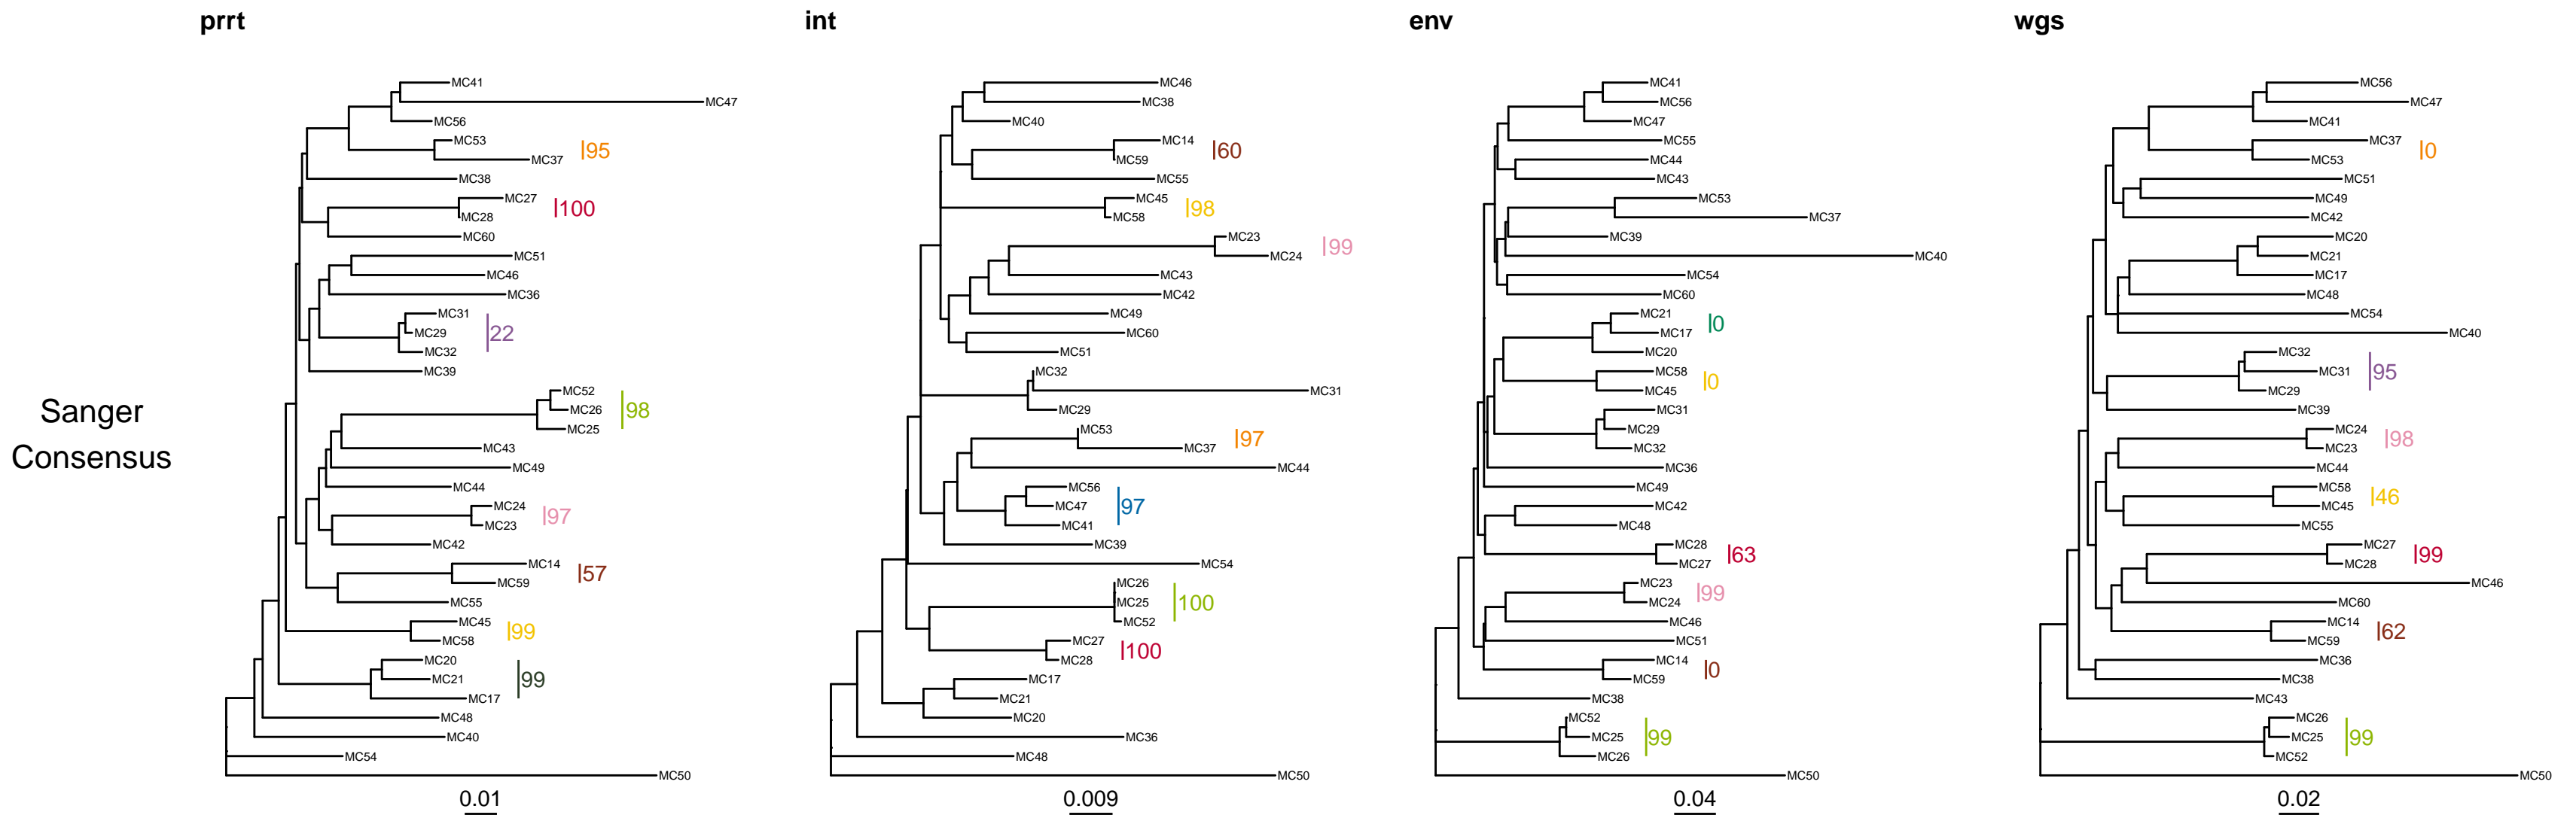 prrt
int
env
wgs
Sanger
Consensus
MC41
MC47
MC56
MC53
MC37
95
MC38
MC27
MC28
100
MC60
MC51
MC46
MC36
MC31
MC29
MC32
22
MC39
MC52
MC26
MC25
98
MC43
MC49
MC44
MC24
MC23
97
MC42
MC14
MC59
57
MC55
MC45
MC58
99
MC20
MC21
MC17
99
MC48
MC40
MC54
MC50
0.01
MC46
MC38
MC40
MC14
MC59
60
MC55
MC45
MC58
98
MC23
MC24
99
MC43
MC42
MC49
MC60
MC51
MC32
MC31
MC29
MC53
MC37
97
MC44
MC56
MC47
MC41
97
MC39
MC54
MC26
MC25
MC52
100
MC27
MC28
100
MC17
MC21
MC20
MC36
MC48
MC50
0.009
MC41
MC56
MC47
MC55
MC44
MC43
MC53
MC37
MC39
MC40
MC54
MC60
MC21
MC17
0
MC20
MC58
MC45
0
MC31
MC29
MC32
MC36
MC49
MC42
MC48
MC28
MC27
63
MC23
MC24
99
MC46
MC51
MC14
MC59
0
MC38
MC52
MC25
MC26
99
MC50
0.04
MC56
MC47
MC41
MC37
MC53
0
MC51
MC49
MC42
MC20
MC21
MC17
MC48
MC54
MC40
MC32
MC31
MC29
95
MC39
MC24
MC23
98
MC44
MC58
MC45
46
MC55
MC27
MC28
99
MC46
MC60
MC14
MC59
62
MC36
MC38
MC43
MC26
MC25
MC52
99
MC50
0.02